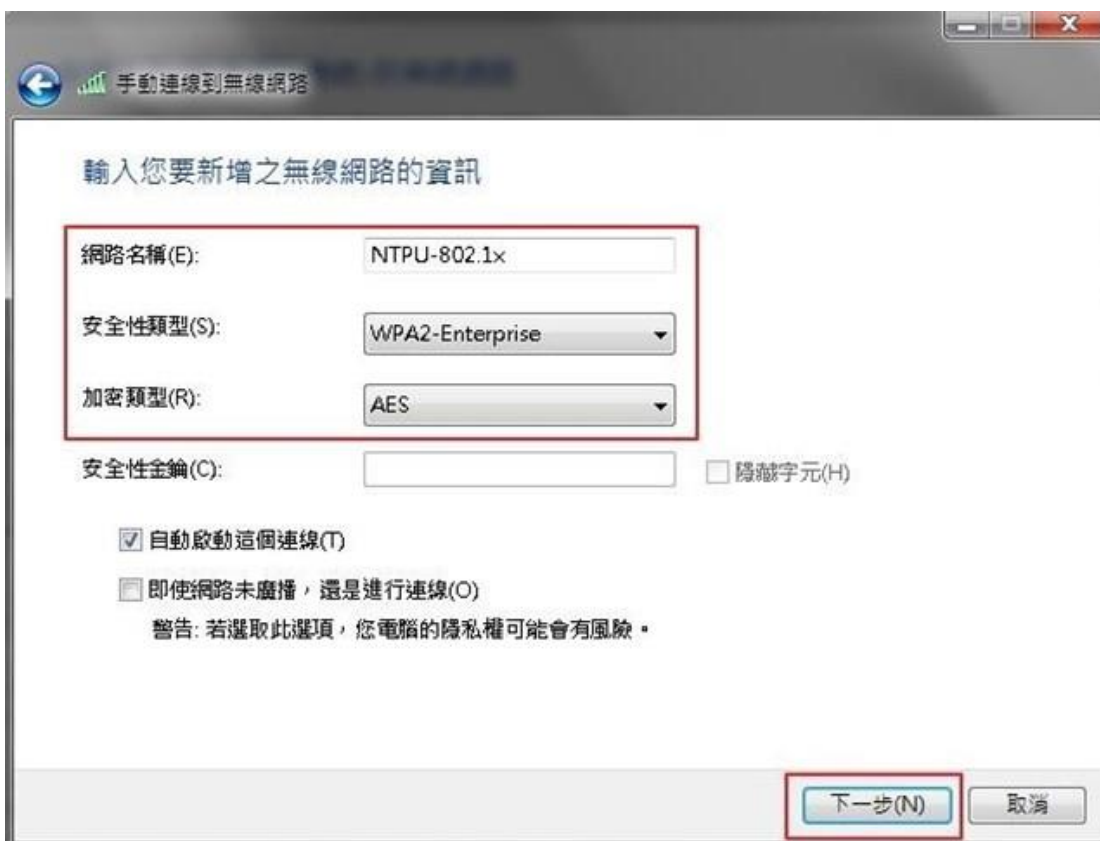 手動連線到無線網路
輸入您要新增之無線網路的資訊
網路名稱(E): NTPU-802.1x
安全性類型(S): WPA2-Enterprise
加密類型(R): AES
安全性金鑰(C): 隱藏字元(H)
自動啟動這個連線(T)
即使網路未廣播，還是進行連線(O)
警告: 若選取此選項，您電腦的隱私權可能會有風險。
下一步(N) 取消